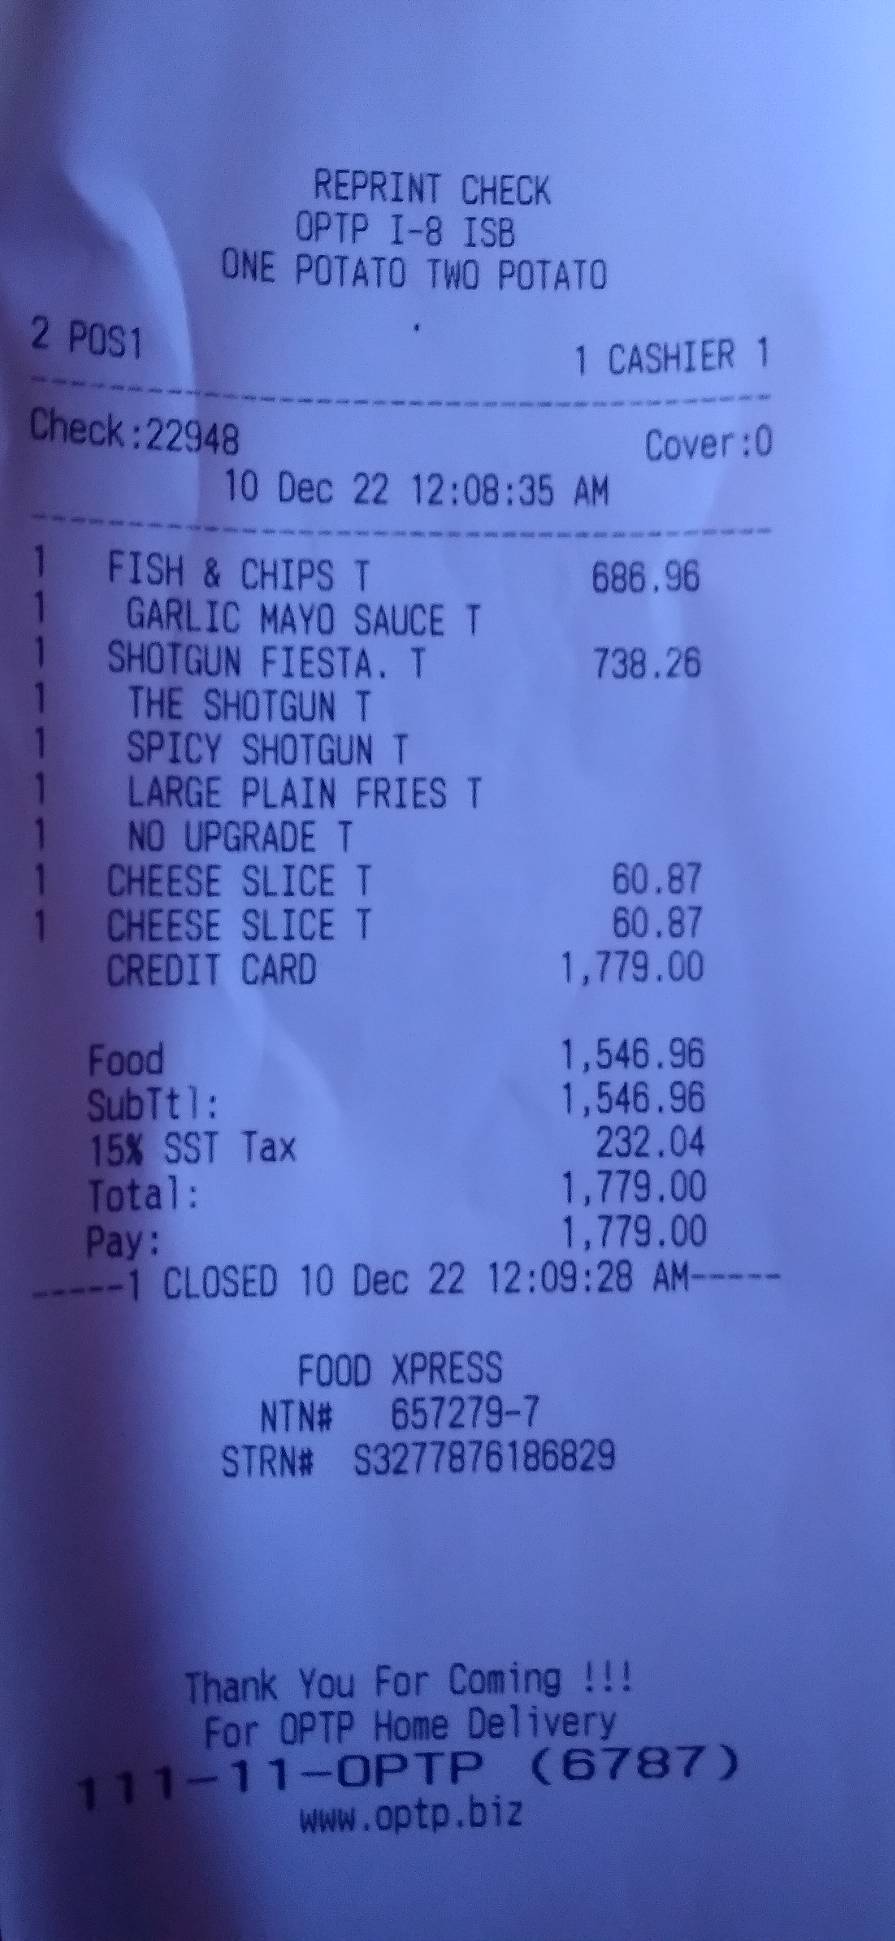 REPRINT CHECK
OPTP I-8 ISB
ONE POTATO TWO POTATO
2 POS1 1 CASHIER 1
Check:22948 Cover:0
10 Dec 22 12:08:35 AM
1 FISH & CHIPS T 686.96
1 GARLIC MAYO SAUCE T
1 SHOTGUN FIESTA. T 738.26
1 THE SHOTGUN T
1 SPICY SHOTGUN T
1 LARGE PLAIN FRIES T
1 NO UPGRADE T
1 CHEESE SLICE T 60.87
1 CHEESE SLICE T 60.87
CREDIT CARD 1,779.00
Food 1,546.96
SubTtl: 1,546.96
15% SST Tax 232.04
Total: 1,779.00
Pay: 1,779.00
-----1 CLOSED 10 Dec 22 12:09:28 AM-----
FOOD XPRESS
NTN# 657279-7
STRN# S3277876186829
Thank You For Coming !!!
For OPTP Home Delivery
111-11-OPTP (6787)
www.optp.biz